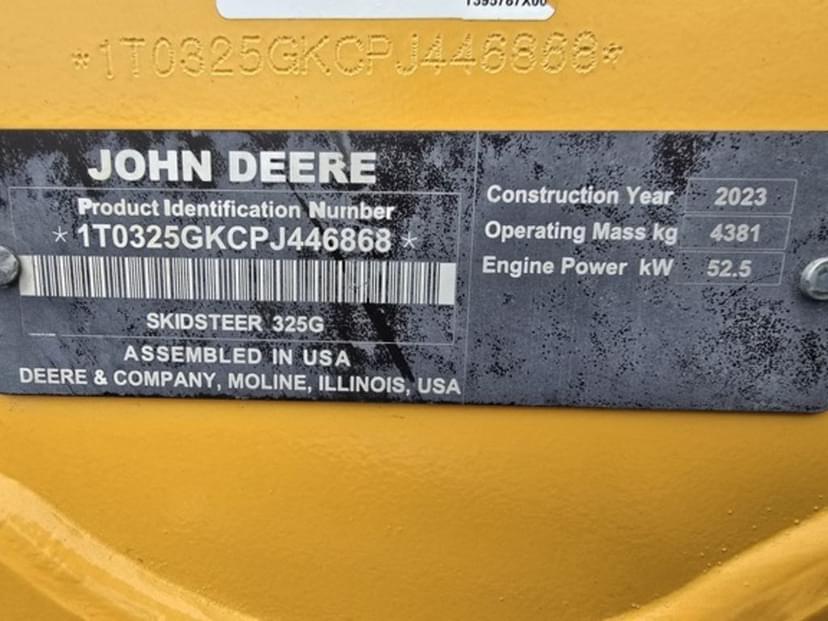 T395787X00
*1T0325GKCPJ446868*
JOHN DEERE
Product Identification Number
*1T0325GKCPJ446868*
SKIDSTEER 325G
ASSEMBLED IN USA
DEERE & COMPANY, MOLINE, ILLINOIS, USA
Construction Year 2023
Operating Mass kg 4381
Engine Power kW 52.5